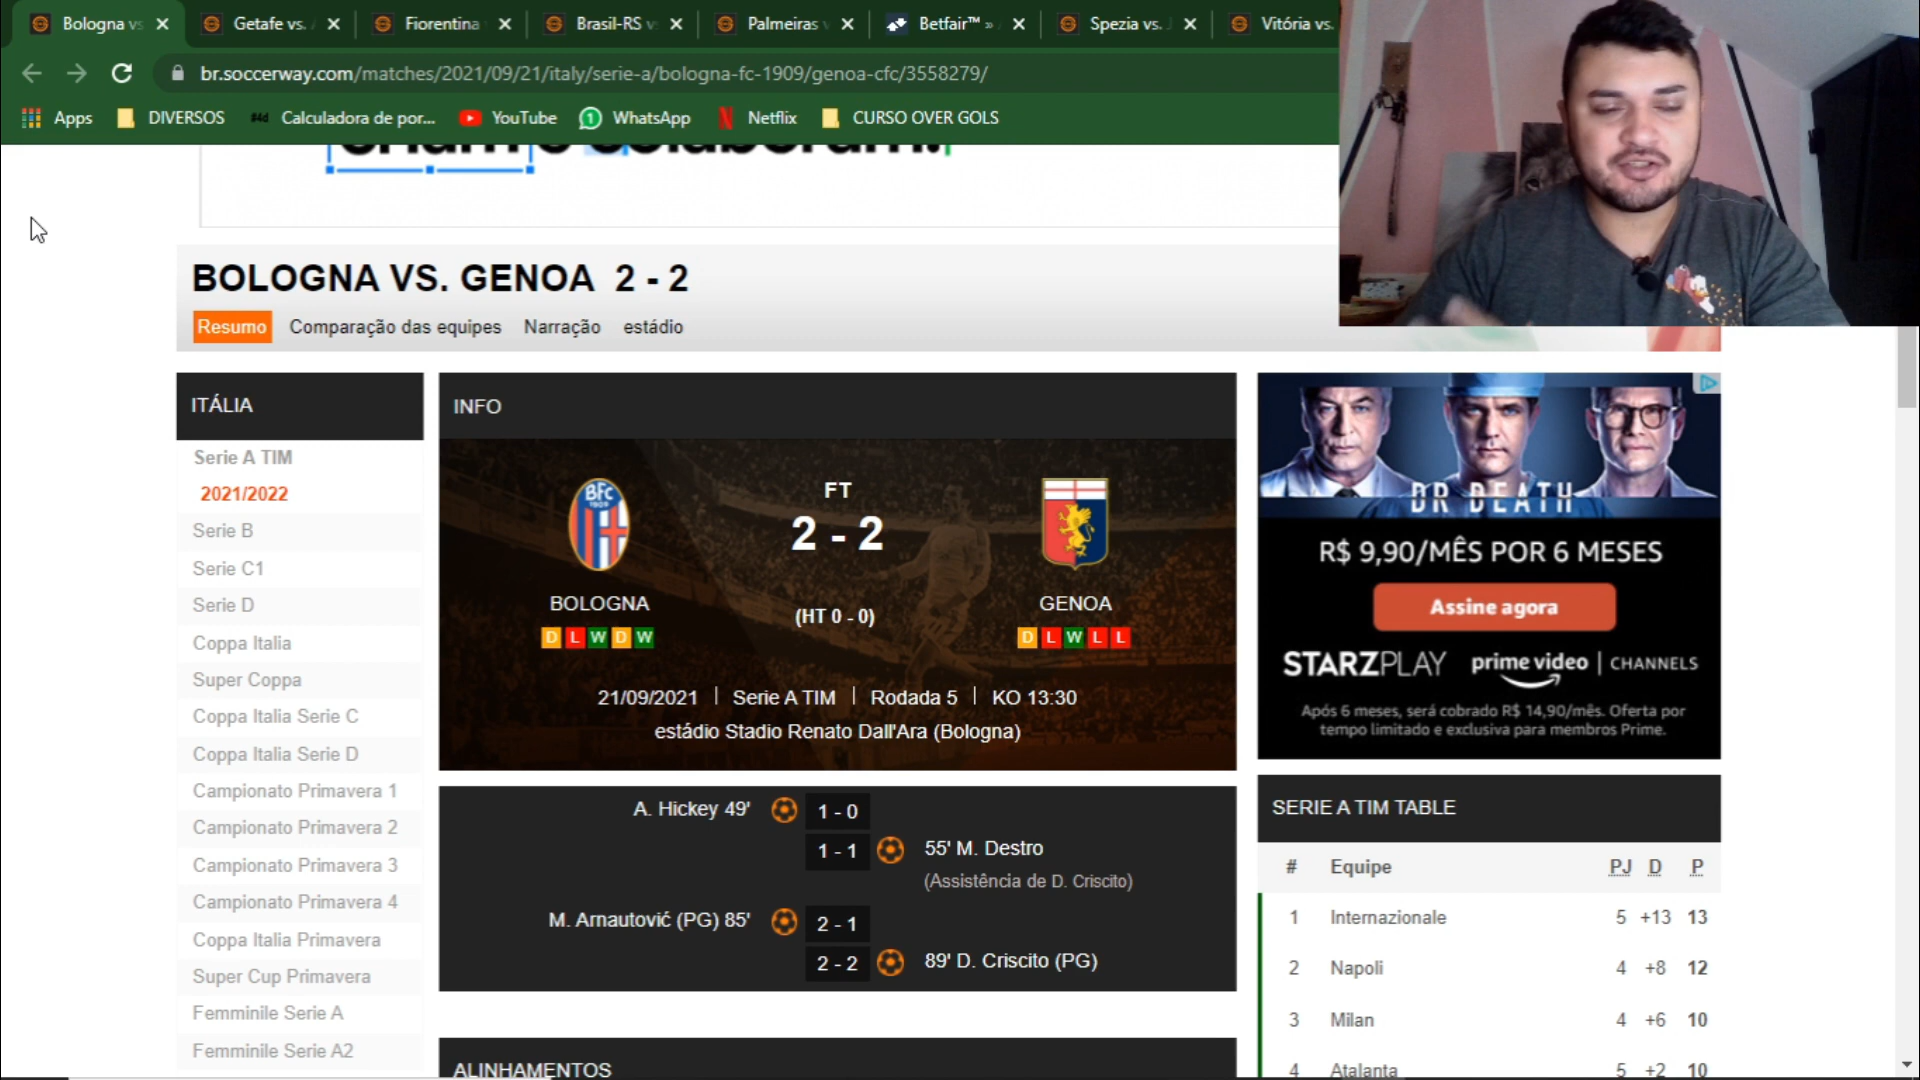 Bologna vs
Getafe vs.
Fiorentina
Brasil-RS v
Palmeiras v
Betfair™ »
Spezia vs. J
Vitória vs.
br.soccerway.com/matches/2021/09/21/italy/serie-a/bologna-fc-1909/genoa-cfc/3558279/
Apps
DIVERSOS
Calculadora de por...
YouTube
WhatsApp
Netflix
CURSO OVER GOLS
BOLOGNA VS. GENOA 2 - 2
Resumo Comparação das equipes Narração estádio
ITÁLIA
Serie A TIM
2021/2022
Serie B
Serie C1
Serie D
Coppa Italia
Super Coppa
Coppa Italia Serie C
Coppa Italia Serie D
Campionato Primavera 1
Campionato Primavera 2
Campionato Primavera 3
Campionato Primavera 4
Coppa Italia Primavera
Super Cup Primavera
Femminile Serie A
Femminile Serie A2
INFO
BFC
1909
FT
2 - 2
(HT 0 - 0)
BOLOGNA
D L W D W
GENOA
D L W L L
21/09/2021 | Serie A TIM | Rodada 5 | KO 13:30
estádio Stadio Renato Dall'Ara (Bologna)
A. Hickey 49' 1 - 0
1 - 1 55' M. Destro
(Assistência de D. Criscito)
M. Arnautović (PG) 85' 2 - 1
2 - 2 89' D. Criscito (PG)
ALINHAMENTOS
DR DEATH
R$ 9,90/MÊS POR 6 MESES
Assine agora
STARZPLAY prime video | CHANNELS
Após 6 meses, será cobrado R$ 14,90/mês. Oferta por
tempo limitado e exclusiva para membros Prime.
SERIE A TIM TABLE
# Equipe PJ D P
1 Internazionale 5 +13 13
2 Napoli 4 +8 12
3 Milan 4 +6 10
4 Atalanta 5 +2 10